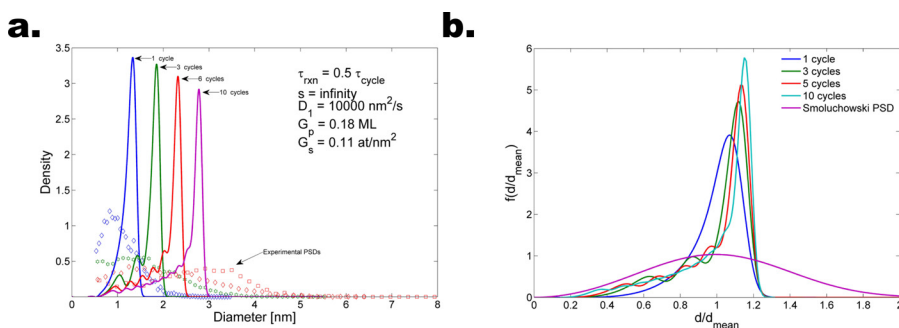 a.
3.5
3
2.5
2
1.5
1
0.5
0
1
2
3
4
5
6
7
8
Density
Diameter [nm]
1 cycle
3 cycles
6 cycles
10 cycles
τrxn = 0.5 τcycle
s = infinity
D1 = 10000 nm²/s
Gp = 0.18 ML
Gs = 0.11 at/nm²
Experimental PSDs
b.
6
5
4
3
2
1
0
0
0.2
0.4
0.6
0.8
1
1.2
1.4
1.6
1.8
2
f(d/dmean)
d/dmean
1 cycle
3 cycles
5 cycles
10 cycles
Smoluchowski PSD